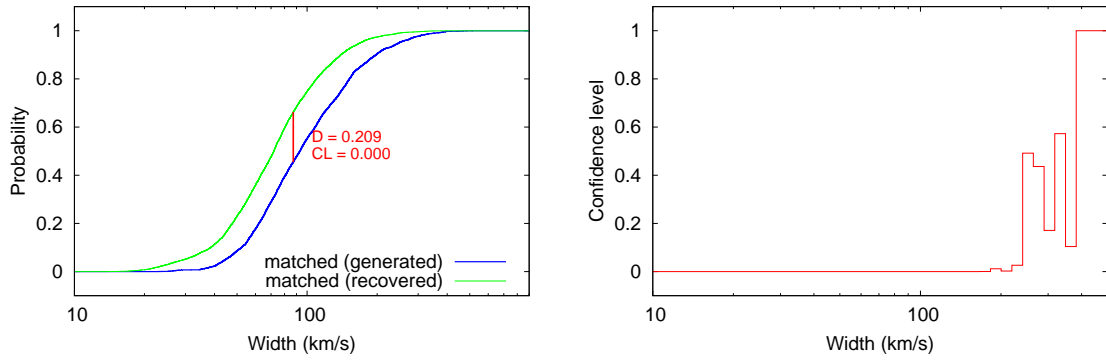 1
0.8
0.6
0.4
0.2
0
Probability
D = 0.209
CL = 0.000
matched (generated)
matched (recovered)
10
100
Width (km/s)
1
0.8
0.6
0.4
0.2
0
Confidence level
10
100
Width (km/s)